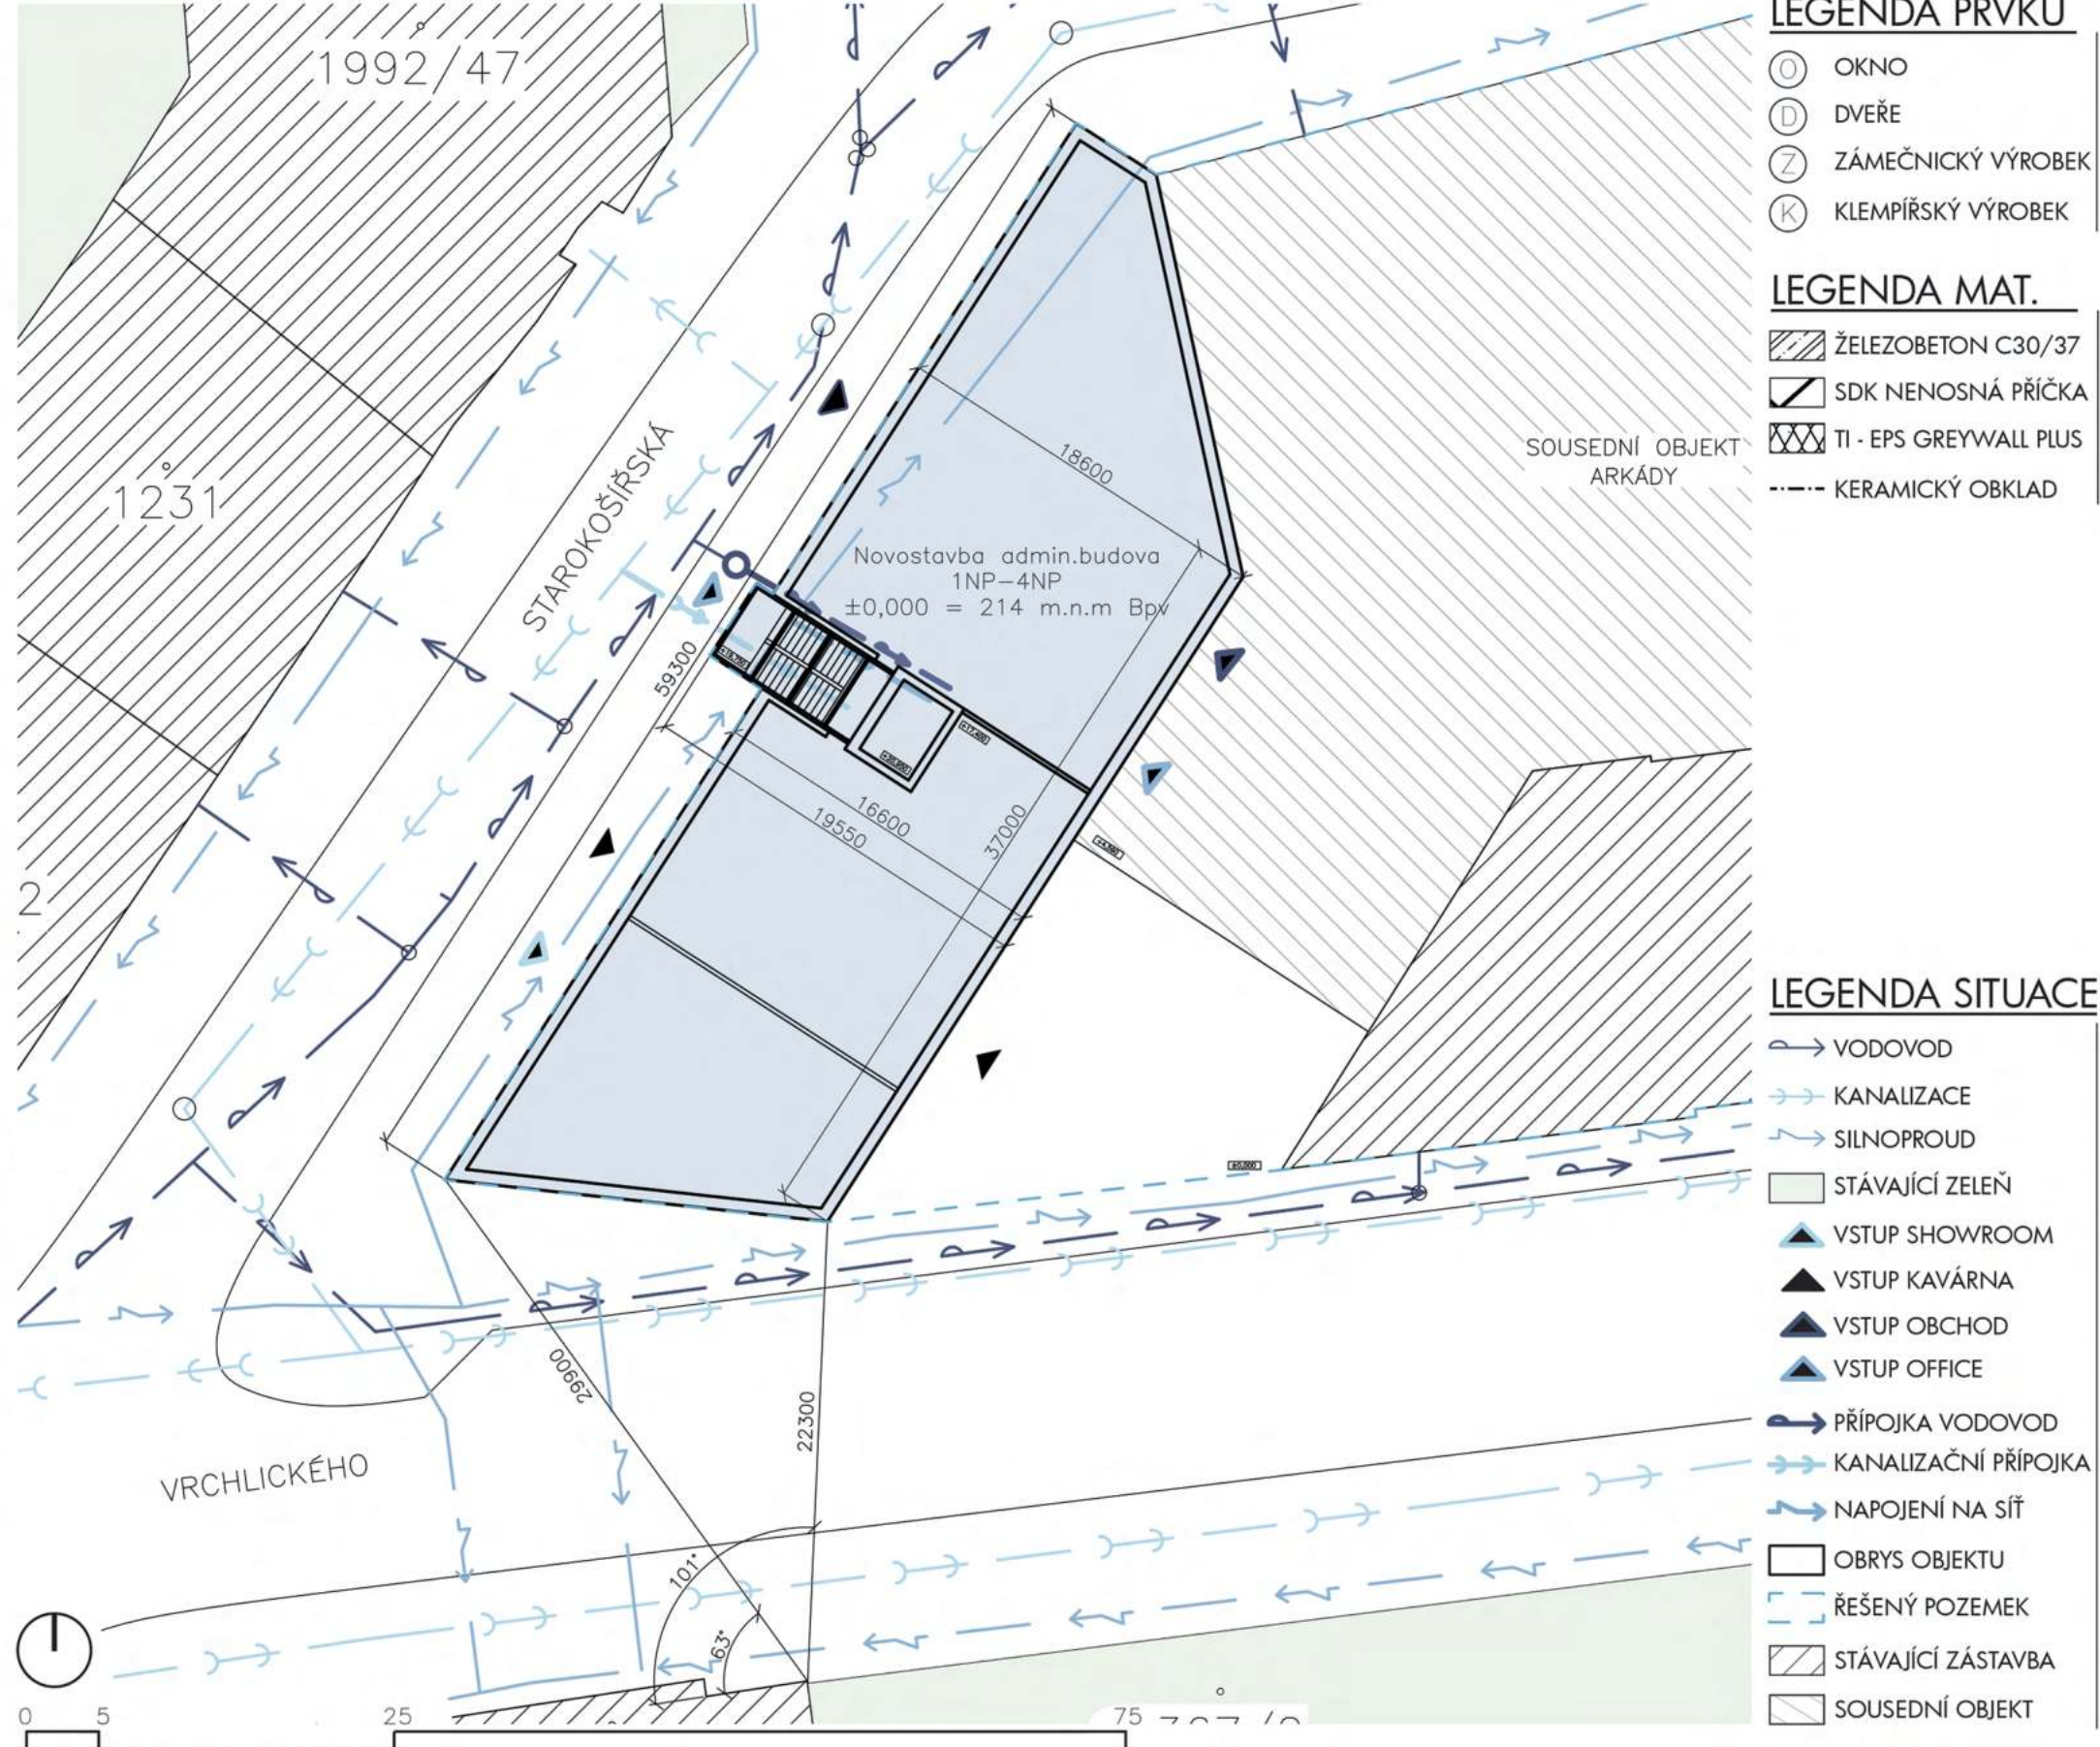 1992/47
1231
2
STAROKOŠÍŘSKÁ
Novostavba admin.budova
1NP-4NP
±0,000 = 214 m.n.m Bpv
18600
59300
16600
19550
37000
SOUSEDNÍ OBJEKT
ARKÁDY
±0,000
29900
22300
VRCHLICKÉHO
101°
63°
0 5 25 75
LEGENDA PRVKŮ
O OKNO
D DVEŘE
Z ZÁMEČNICKÝ VÝROBEK
K KLEMPÍŘSKÝ VÝROBEK
LEGENDA MAT.
ŽELEZOBETON C30/37
SDK NENOSNÁ PŘÍČKA
TI - EPS GREYWALL PLUS
KERAMICKÝ OBKLAD
LEGENDA SITUACE
VODOVOD
KANALIZACE
SILNOPROUD
STÁVAJÍCÍ ZELEŇ
VSTUP SHOWROOM
VSTUP KAVÁRNA
VSTUP OBCHOD
VSTUP OFFICE
PŘÍPOJKA VODOVOD
KANALIZAČNÍ PŘÍPOJKA
NAPOJENÍ NA SÍŤ
OBRYS OBJEKTU
ŘEŠENÝ POZEMEK
STÁVAJÍCÍ ZÁSTAVBA
SOUSEDNÍ OBJEKT